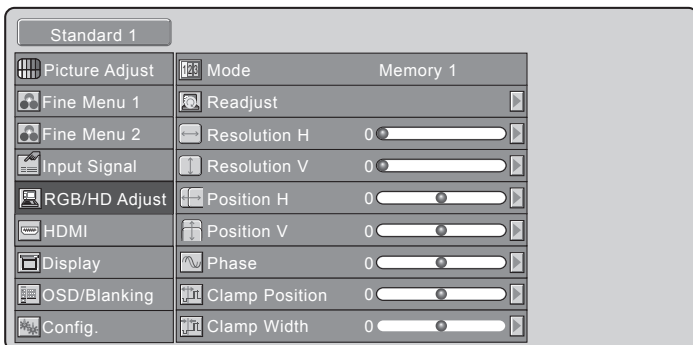 Standard 1
Picture Adjust
Fine Menu 1
Fine Menu 2
Input Signal
RGB/HD Adjust
HDMI
Display
OSD/Blanking
Config.
Mode Memory 1
Readjust
Resolution H 0
Resolution V 0
Position H 0
Position V 0
Phase 0
Clamp Position 0
Clamp Width 0